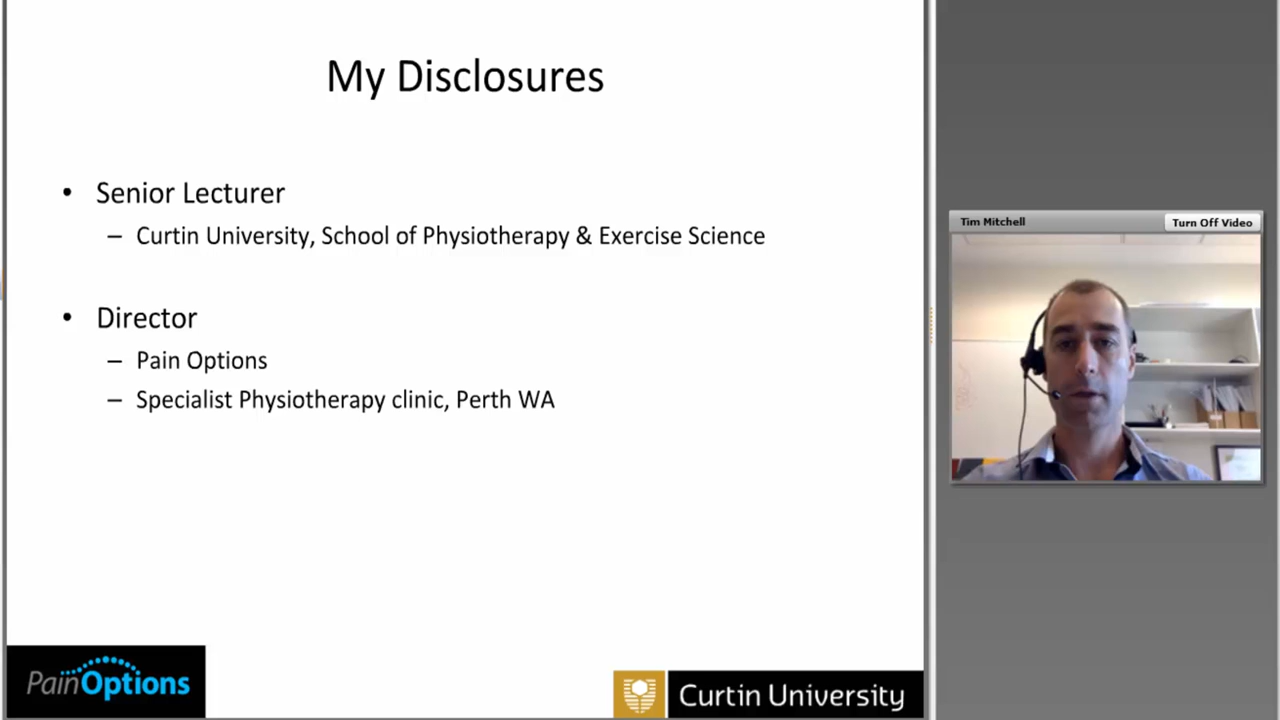 My Disclosures
• Senior Lecturer
– Curtin University, School of Physiotherapy & Exercise Science
• Director
– Pain Options
– Specialist Physiotherapy clinic, Perth WA
PainOptions
Curtin University
Tim Mitchell
Turn Off Video